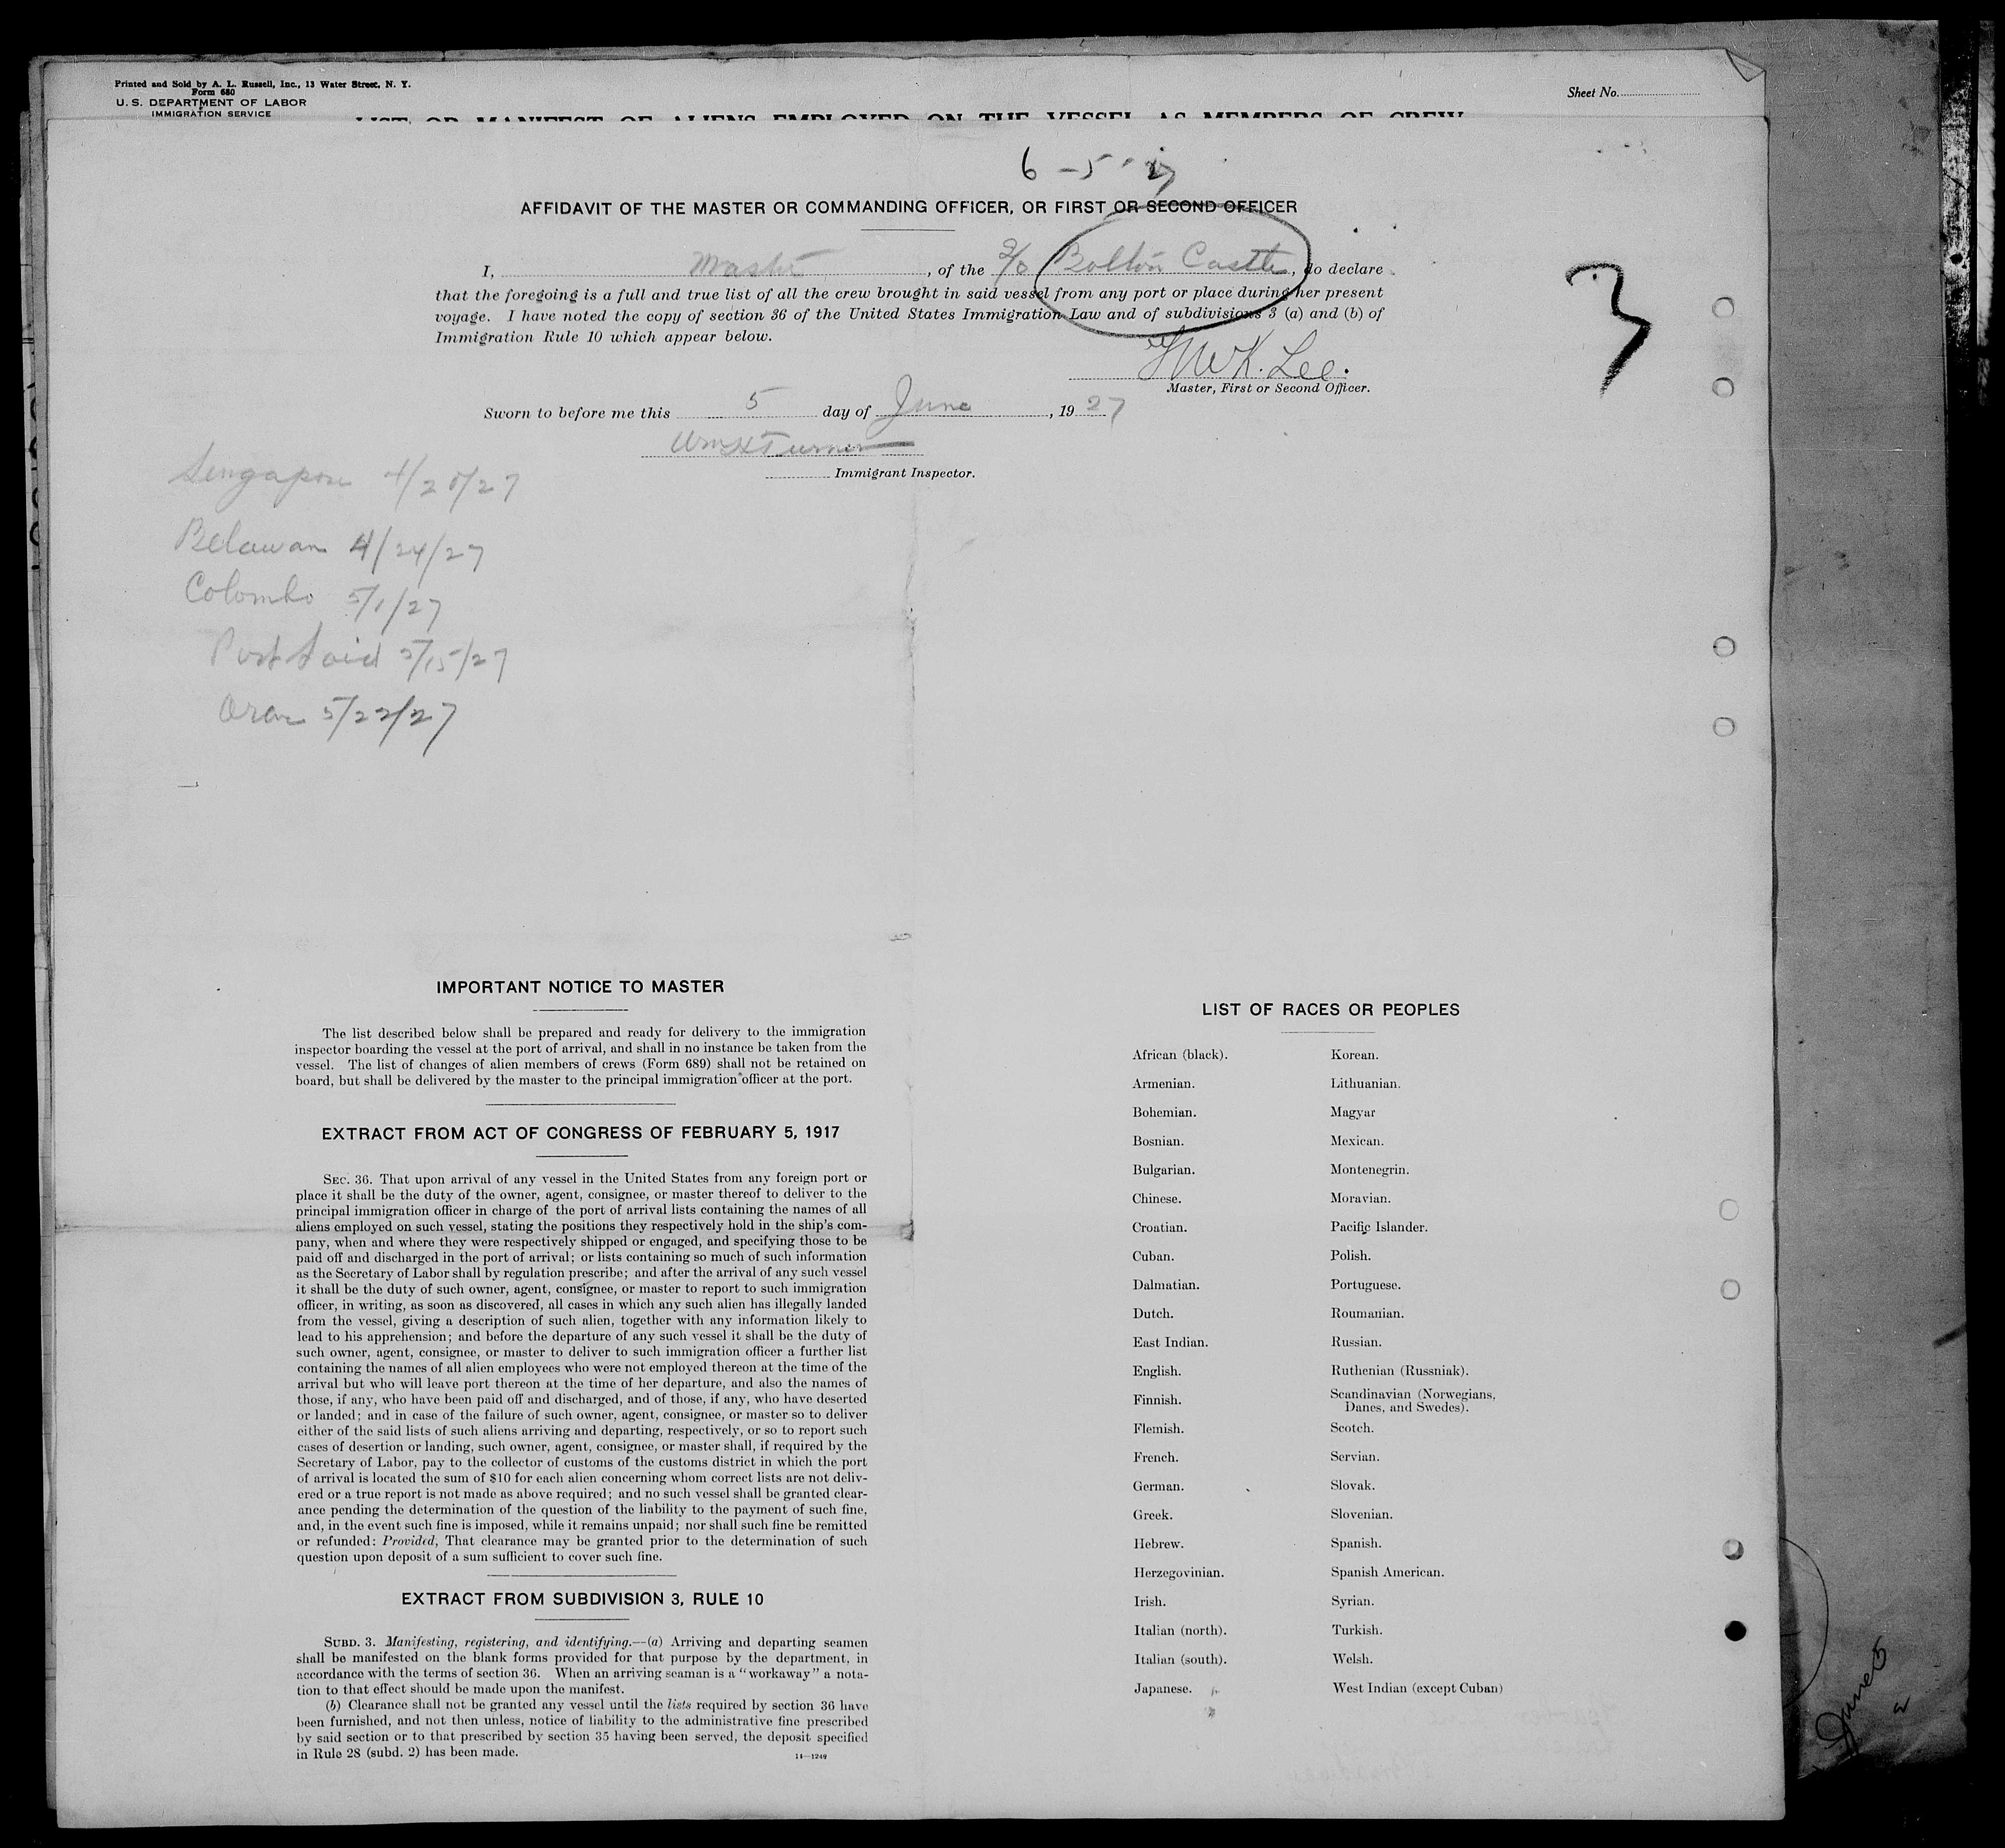 Printed and Sold by A. L. Russell, Inc., 13 Water Street, N. Y.
Form 680
U. S. DEPARTMENT OF LABOR
IMMIGRATION SERVICE
Sheet No.
LIST OR MANIFEST OF ALIENS EMPLOYED ON THE VESSEL AS MEMBERS OF CREW
6-5-27
AFFIDAVIT OF THE MASTER OR COMMANDING OFFICER, OR FIRST OR SECOND OFFICER
I, Master, of the Bolton Castle, do declare
that the foregoing is a full and true list of all the crew brought in said vessel from any port or place during her present
voyage. I have noted the copy of section 36 of the United States Immigration Law and of subdivisions 3 (a) and (b) of
Immigration Rule 10 which appear below.
3
K. Lee.
Master, First or Second Officer.
Sworn to before me this 5 day of June, 1927
Wm H Turner
Immigrant Inspector.
Singapore 4/20/27
Belawan 4/24/27
Colombo 5/1/27
Port Said 5/15/27
Oran 5/22/27
IMPORTANT NOTICE TO MASTER
The list described below shall be prepared and ready for delivery to the immigration
inspector boarding the vessel at the port of arrival, and shall in no instance be taken from the
vessel. The list of changes of alien members of crews (Form 689) shall not be retained on
board, but shall be delivered by the master to the principal immigration officer at the port.
EXTRACT FROM ACT OF CONGRESS OF FEBRUARY 5, 1917
SEC. 36. That upon arrival of any vessel in the United States from any foreign port or
place it shall be the duty of the owner, agent, consignee, or master thereof to deliver to the
principal immigration officer in charge of the port of arrival lists containing the names of all
aliens employed on such vessel, stating the positions they respectively hold in the ship's com-
pany, when and where they were respectively shipped or engaged, and specifying those to be
paid off and discharged in the port of arrival; or lists containing so much of such information
as the Secretary of Labor shall by regulation prescribe; and after the arrival of any such vessel
it shall be the duty of such owner, agent, consignee, or master to report to such immigration
officer, in writing, as soon as discovered, all cases in which any such alien has illegally landed
from the vessel, giving a description of such alien, together with any information likely to
lead to his apprehension; and before the departure of any such vessel it shall be the duty of
such owner, agent, consignee, or master to deliver to such immigration officer a further list
containing the names of all alien employees who were not employed thereon at the time of the
arrival but who will leave port thereon at the time of her departure, and also the names of
those, if any, who have been paid off and discharged, and of those, if any, who have deserted
or landed; and in case of the failure of such owner, agent, consignee, or master so to deliver
either of the said lists of such aliens arriving and departing, respectively, or so to report such
cases of desertion or landing, such owner, agent, consignee, or master shall, if required by the
Secretary of Labor, pay to the collector of customs of the customs district in which the port
of arrival is located the sum of $10 for each alien concerning whom correct lists are not deliv-
ered or a true report is not made as above required; and no such vessel shall be granted clear-
ance pending the determination of the question of the liability to the payment of such fine,
and, in the event such fine is imposed, while it remains unpaid; nor shall such fine be remitted
or refunded: Provided, That clearance may be granted prior to the determination of such
question upon deposit of a sum sufficient to cover such fine.
EXTRACT FROM SUBDIVISION 3, RULE 10
SUBD. 3. Manifesting, registering, and identifying.—(a) Arriving and departing seamen
shall be manifested on the blank forms provided for that purpose by the department, in
accordance with the terms of section 36. When an arriving seaman is a "workaway" a nota-
tion to that effect should be made upon the manifest.
(b) Clearance shall not be granted any vessel until the lists required by section 36 have
been furnished, and not then unless, notice of liability to the administrative fine prescribed
by said section or to that prescribed by section 35 having been served, the deposit specified
in Rule 28 (subd. 2) has been made.
14—1249
LIST OF RACES OR PEOPLES
African (black).
Armenian.
Bohemian.
Bosnian.
Bulgarian.
Chinese.
Croatian.
Cuban.
Dalmatian.
Dutch.
East Indian.
English.
Finnish.
Flemish.
French.
German.
Greek.
Hebrew.
Herzegovinian.
Irish.
Italian (north).
Italian (south).
Japanese.
Korean.
Lithuanian.
Magyar
Mexican.
Montenegrin.
Moravian.
Pacific Islander.
Polish.
Portuguese.
Roumanian.
Russian.
Ruthenian (Russniak).
Scandinavian (Norwegians,
Danes, and Swedes).
Scotch.
Servian.
Slovak.
Slovenian.
Spanish.
Spanish American.
Syrian.
Turkish.
Welsh.
West Indian (except Cuban)
June 5